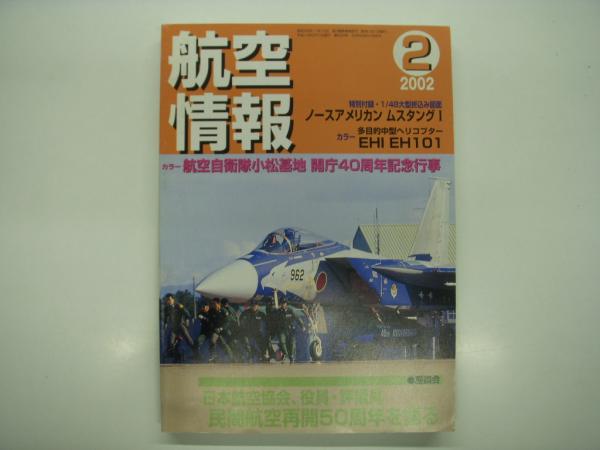 航空
情報
2
2002
特別付録・1/48大型折込み図面
ノースアメリカン ムスタングⅠ
カラー 多目的中型ヘリコプター
EHI EH101
カラー 航空自衛隊小松基地 開庁40周年記念行事
962
●座談会
日本航空協会、役員・評議員
民間航空再開50周年を語る